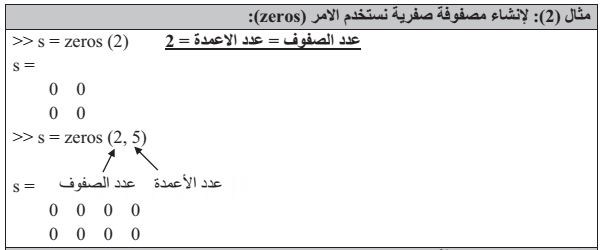 مثال (2): لإنشاء مصفوفة صفرية نستخدم الامر (zeros):
>> s = zeros (2) عدد الصفوف = عدد الاعمدة = 2
s =
0 0
0 0
>> s = zeros (2, 5)
s = عدد الصفوف عدد الأعمدة
0 0 0 0
0 0 0 0